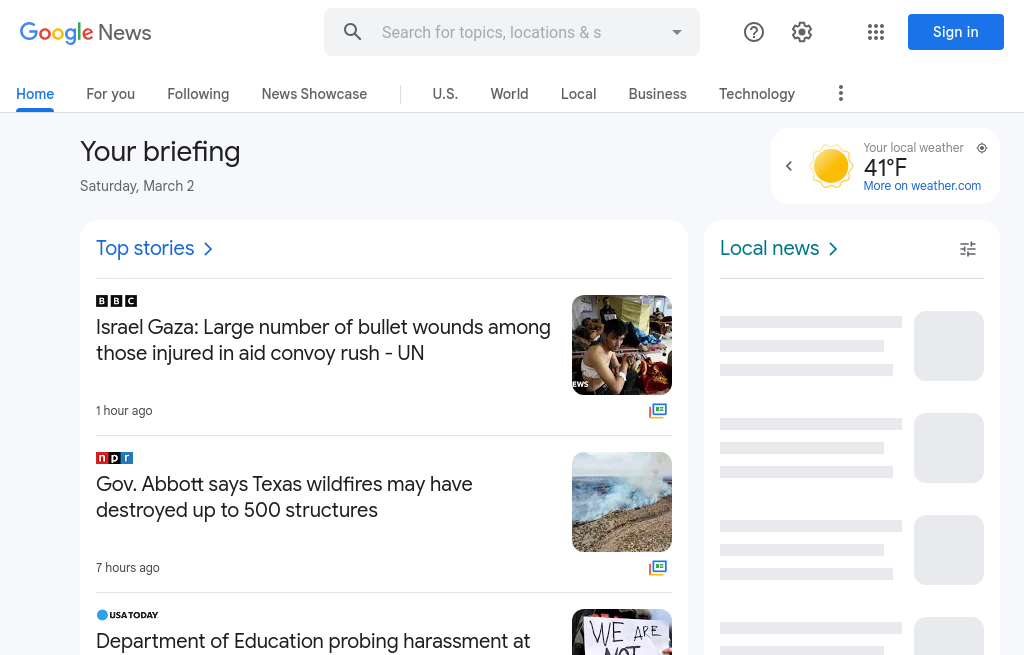 Google News
Search for topics, locations & s
Sign in
Home
For you
Following
News Showcase
U.S.
World
Local
Business
Technology
Your briefing
Saturday, March 2
Your local weather
41°F
More on weather.com
Top stories
BBC
Israel Gaza: Large number of bullet wounds among
those injured in aid convoy rush - UN
EWS
1 hour ago
npr
Gov. Abbott says Texas wildfires may have
destroyed up to 500 structures
7 hours ago
USA TODAY
Department of Education probing harassment at
WE ARE
NOT
Local news